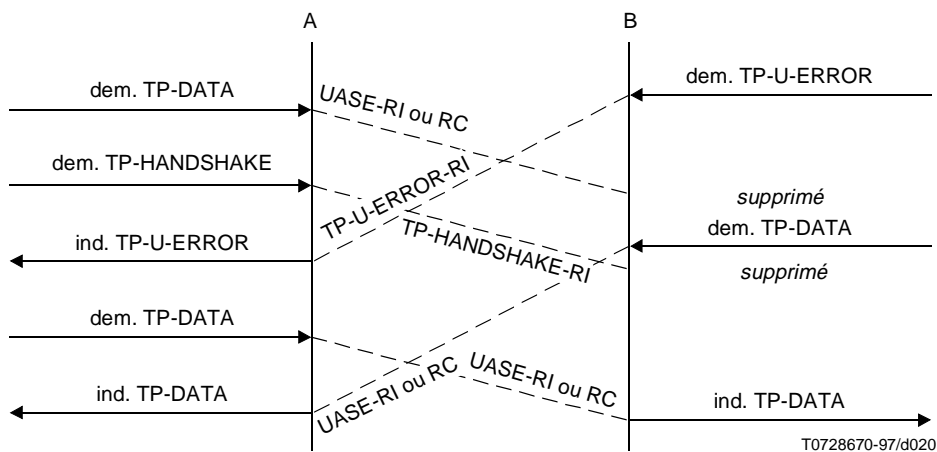 A
B
dem. TP-DATA
UASE-RI ou RC
dem. TP-U-ERROR
dem. TP-HANDSHAKE
TP-U-ERROR-RI
supprimé
ind. TP-U-ERROR
TP-HANDSHAKE-RI
dem. TP-DATA
supprimé
dem. TP-DATA
UASE-RI ou RC
UASE-RI ou RC
ind. TP-DATA
ind. TP-DATA
T0728670-97/d020